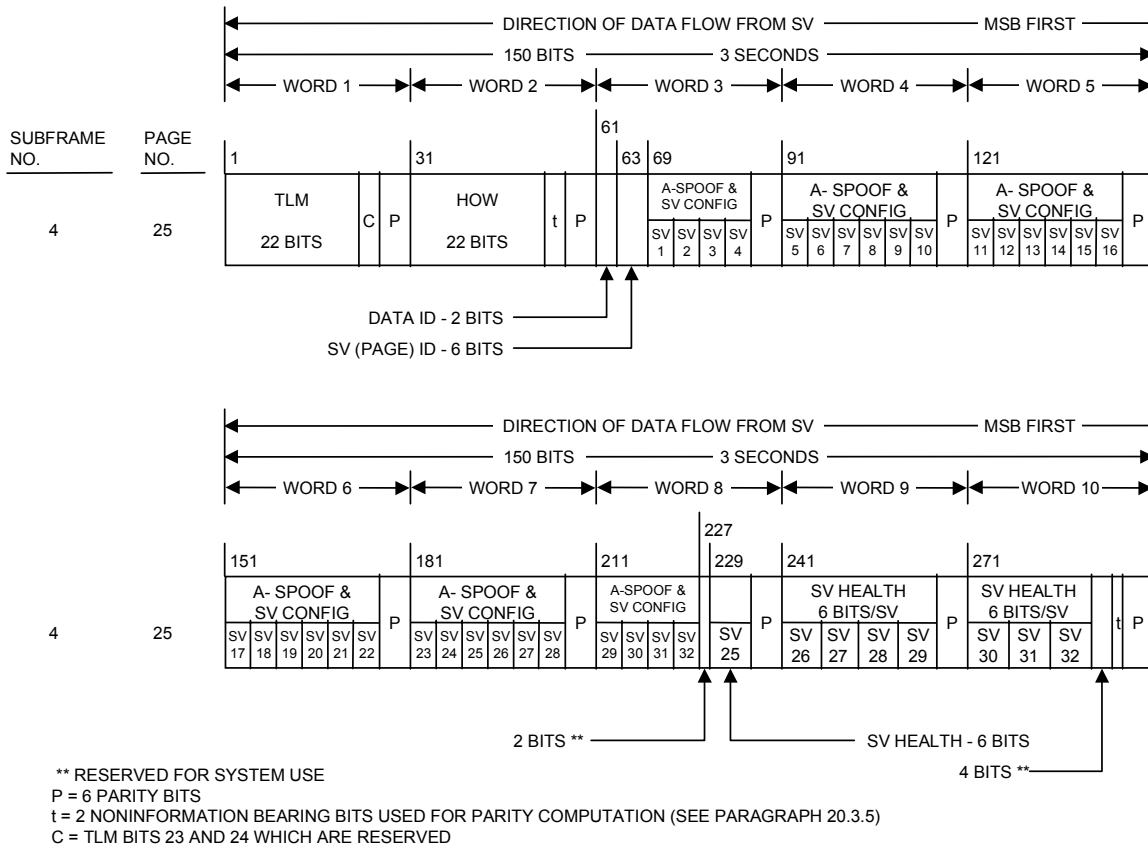 DIRECTION OF DATA FLOW FROM SV MSB FIRST
150 BITS 3 SECONDS
WORD 1 WORD 2 WORD 3 WORD 4 WORD 5
SUBFRAME NO. PAGE NO.
1 31 61 63 69 91 121
4 25
TLM
22 BITS
C P
HOW
22 BITS
t P
A-SPOOF &
SV CONFIG
SV 1 SV 2 SV 3 SV 4
P
A- SPOOF &
SV CONFIG
SV 5 SV 6 SV 7 SV 8 SV 9 SV 10
P
A- SPOOF &
SV CONFIG
SV 11 SV 12 SV 13 SV 14 SV 15 SV 16
P
DATA ID - 2 BITS
SV (PAGE) ID - 6 BITS
DIRECTION OF DATA FLOW FROM SV MSB FIRST
150 BITS 3 SECONDS
WORD 6 WORD 7 WORD 8 WORD 9 WORD 10
151 181 211 227 229 241 271
4 25
A- SPOOF &
SV CONFIG
SV 17 SV 18 SV 19 SV 20 SV 21 SV 22
P
A- SPOOF &
SV CONFIG
SV 23 SV 24 SV 25 SV 26 SV 27 SV 28
P
A-SPOOF &
SV CONFIG
SV 29 SV 30 SV 31 SV 32
SV 25
P
SV HEALTH
6 BITS/SV
SV 26 SV 27 SV 28 SV 29
P
SV HEALTH
6 BITS/SV
SV 30 SV 31 SV 32
t P
2 BITS **
SV HEALTH - 6 BITS
4 BITS **
** RESERVED FOR SYSTEM USE
P = 6 PARITY BITS
t = 2 NONINFORMATION BEARING BITS USED FOR PARITY COMPUTATION (SEE PARAGRAPH 20.3.5)
C = TLM BITS 23 AND 24 WHICH ARE RESERVED